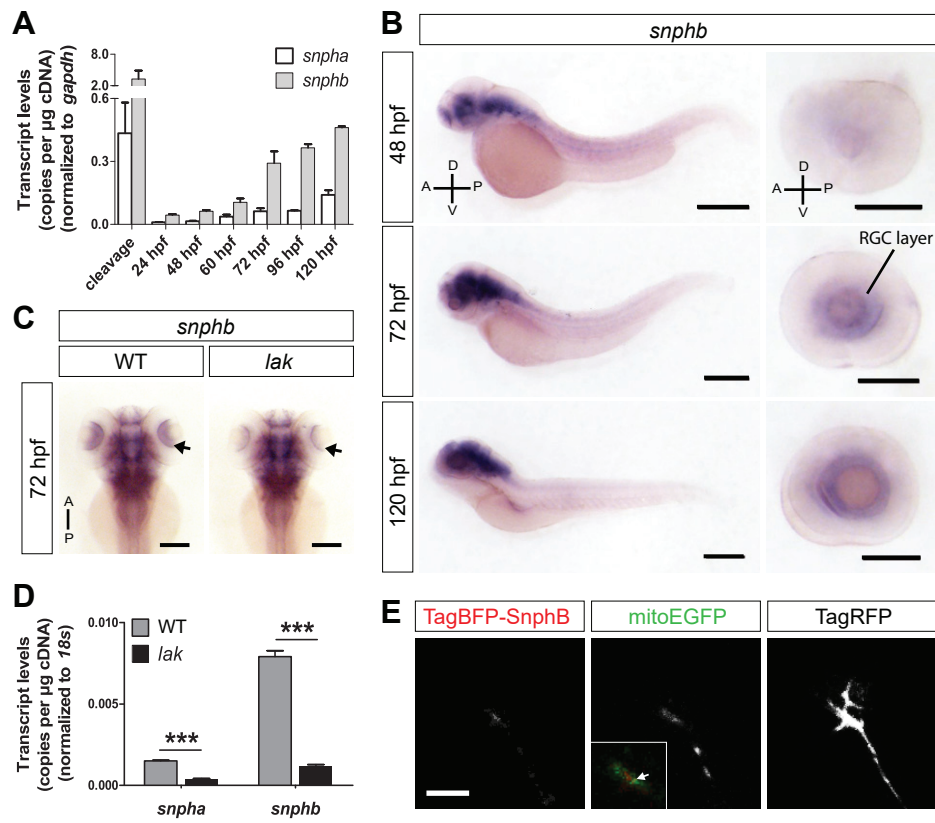 A
Transcript levels
(copies per µg cDNA)
(normalized to gapdh)
8.0
2.0
0.6
0.3
0.0
snpha
snphb
cleavage
24 hpf
48 hpf
60 hpf
72 hpf
96 hpf
120 hpf
B
snphb
48 hpf
D
A
P
V
D
A
P
V
72 hpf
RGC layer
120 hpf
C
snphb
WT
lak
72 hpf
A
P
D
Transcript levels
(copies per µg cDNA)
(normalized to 18s)
0.010
0.005
0.000
WT
lak
***
***
snpha
snphb
E
TagBFP-SnphB
mitoEGFP
TagRFP